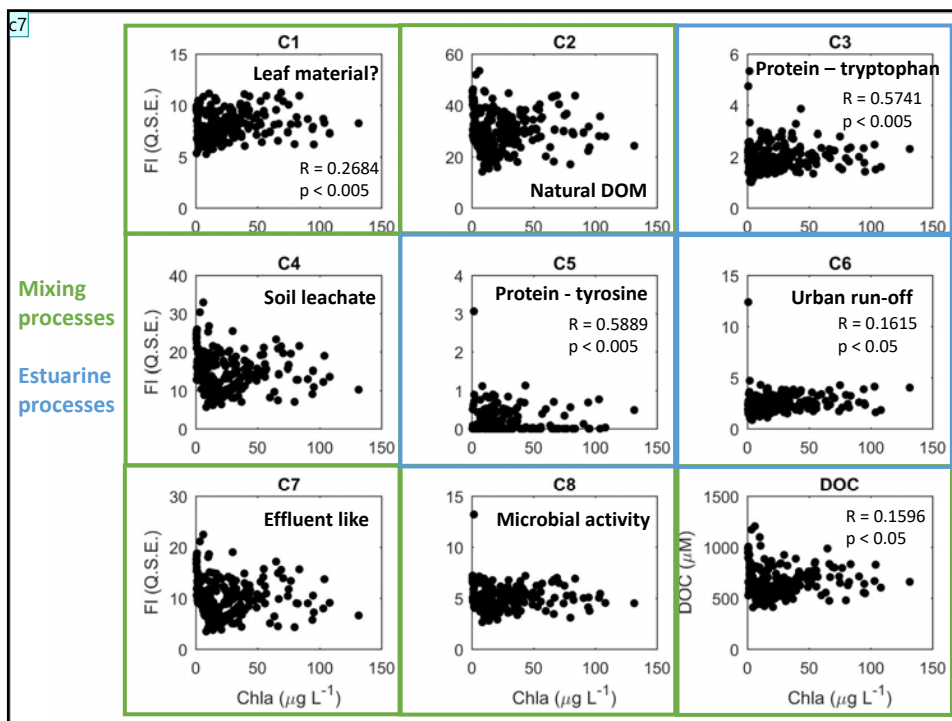 c7
Mixing
processes
Estuarine
processes
C1
Leaf material?
R = 0.2684
p < 0.005
FI (Q.S.E.)
15
10
5
0
0 50 100 150
C2
Natural DOM
60
40
20
0
0 50 100 150
C3
Protein – tryptophan
R = 0.5741
p < 0.005
6
4
2
0
0 50 100 150
C4
Soil leachate
FI (Q.S.E.)
40
30
20
10
0
0 50 100 150
C5
Protein - tyrosine
R = 0.5889
p < 0.005
4
3
2
1
0
0 50 100 150
C6
Urban run-off
R = 0.1615
p < 0.05
15
10
5
0
0 50 100 150
C7
Effluent like
FI (Q.S.E.)
30
20
10
0
0 50 100 150
Chla (μg L⁻¹)
C8
Microbial activity
15
10
5
0
0 50 100 150
Chla (μg L⁻¹)
DOC
R = 0.1596
p < 0.05
DOC (μM)
1500
1000
500
0
0 50 100 150
Chla (μg L⁻¹)